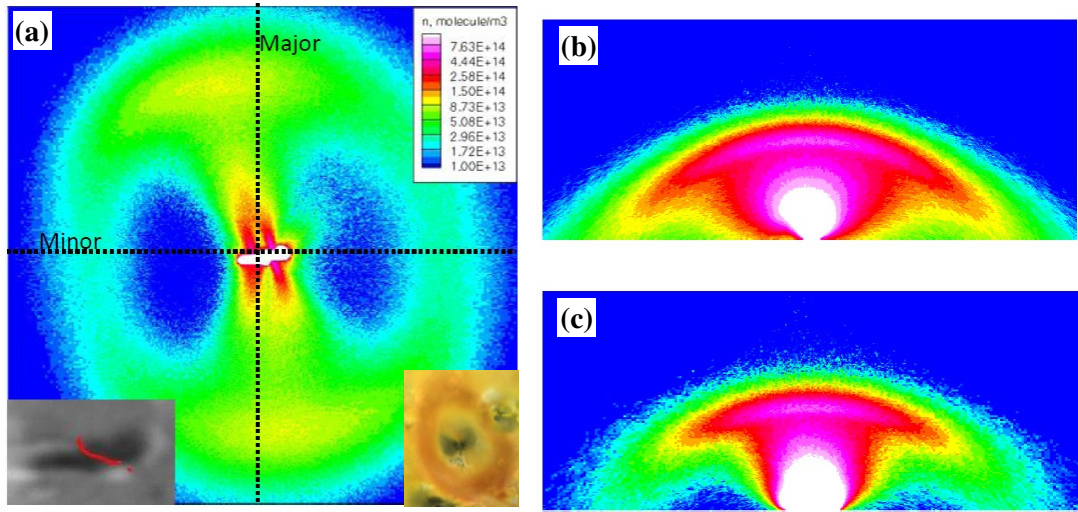 (a)
Major
n, molecule/m3
7.63E+14
4.44E+14
2.58E+14
1.50E+14
8.73E+13
5.08E+13
2.96E+13
1.72E+13
1.00E+13
Minor
(b)
(c)